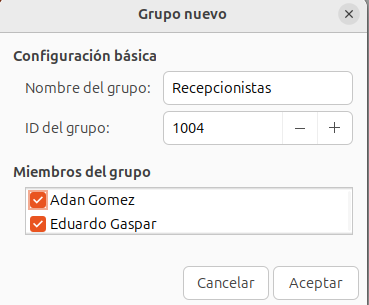 Grupo nuevo
Configuración básica
Nombre del grupo: Recepcionistas
ID del grupo: 1004
Miembros del grupo
Adan Gomez
Eduardo Gaspar
Cancelar Aceptar